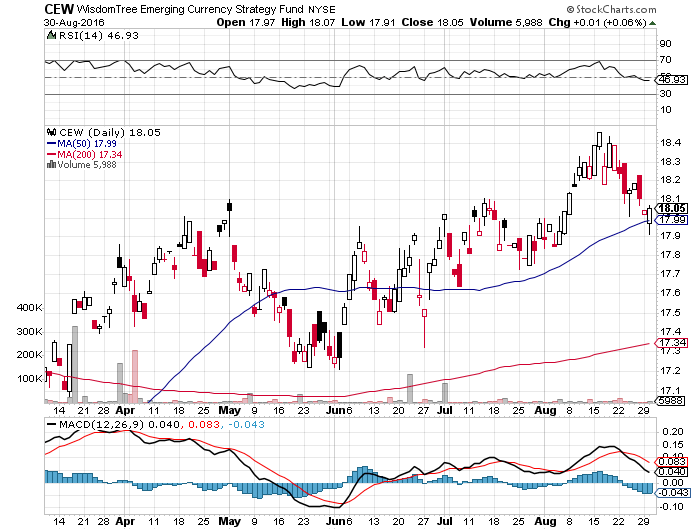 CEW WisdomTree Emerging Currency Strategy Fund NYSE © StockCharts.com
30-Aug-2016 Open 17.97 High 18.07 Low 17.91 Close 18.05 Volume 5,988 Chg +0.01 (+0.06%)
RSI(14) 46.93
90
70
50
46.93
30
10
CEW (Daily) 18.05
MA(50) 17.99
MA(200) 17.34
Volume 5,988
18.4
18.3
18.2
18.1
18.05
17.99
17.9
17.8
17.7
17.6
17.5
17.4
17.34
17.3
17.2
17.1
400K
300K
200K
100K
5988
14 21 28 Apr 11 18 25 May 9 16 23 Jun 6 13 20 27 Jul 11 18 25 Aug 8 15 22 29
MACD(12,26,9) 0.040, 0.083, -0.043
0.20
0.15
0.083
0.040
-0.043
-0.10
14 21 28 Apr 11 18 25 May 9 16 23 Jun 6 13 20 27 Jul 11 18 25 Aug 8 15 22 29